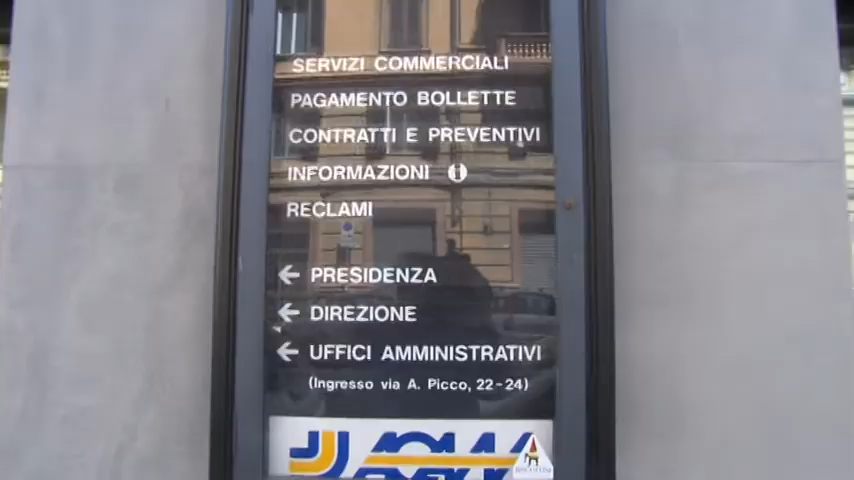 SERVIZI COMMERCIALI
PAGAMENTO BOLLETTE
CONTRATTI E PREVENTIVI
INFORMAZIONI i
RECLAMI
← PRESIDENZA
← DIREZIONE
← UFFICI AMMINISTRATIVI
(Ingresso via A. Picco, 22-24)